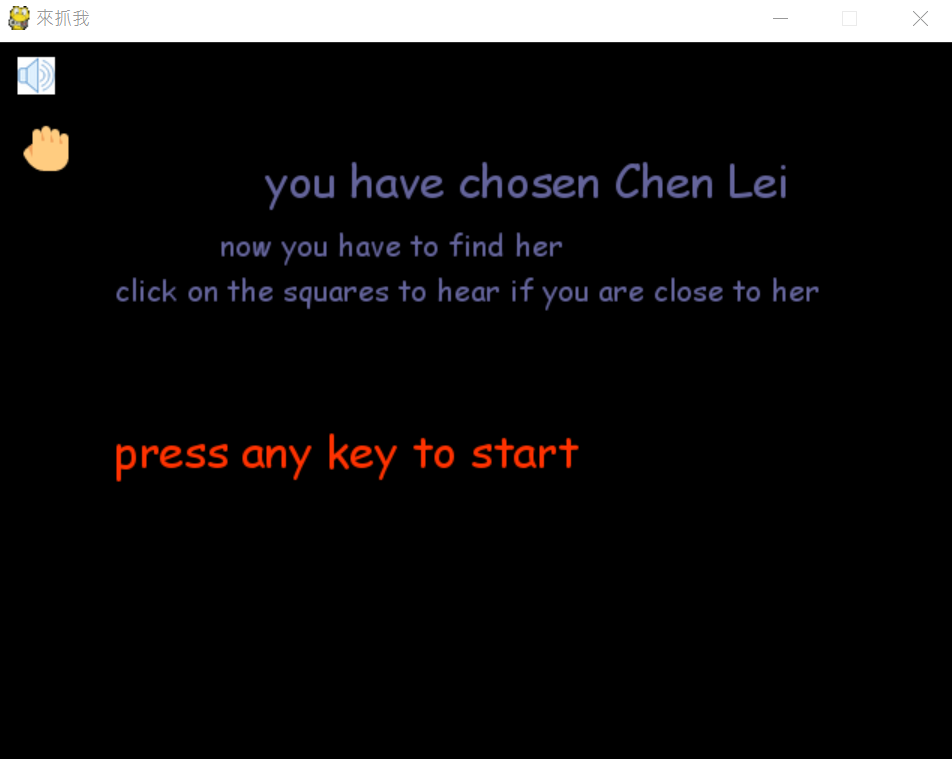 來抓我
you have chosen Chen Lei
now you have to find her
click on the squares to hear if you are close to her
press any key to start